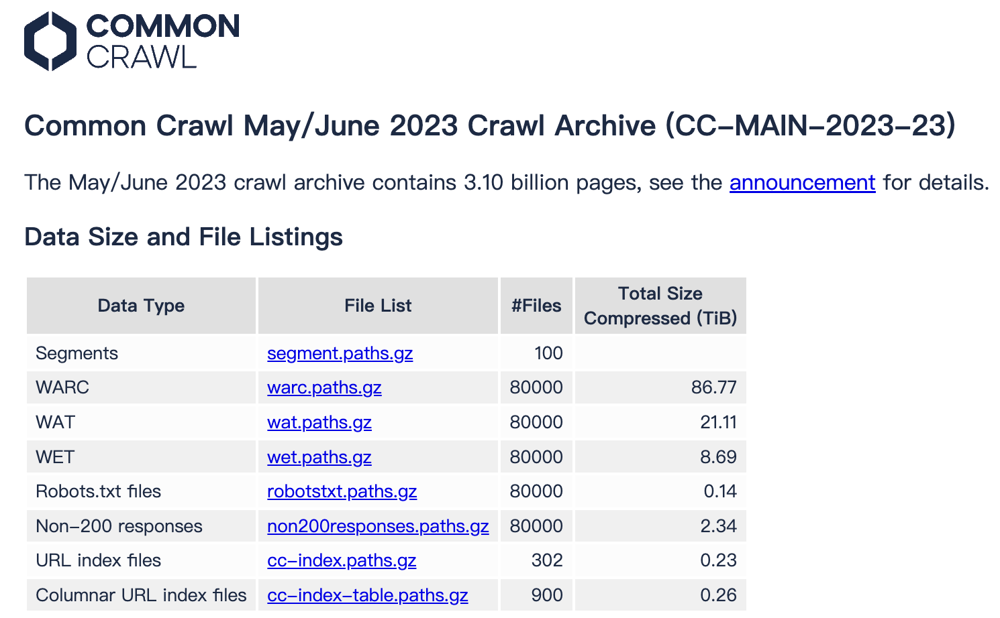 COMMON
CRAWL
Common Crawl May/June 2023 Crawl Archive (CC-MAIN-2023-23)
The May/June 2023 crawl archive contains 3.10 billion pages, see the announcement for details.
Data Size and File Listings
Data Type File List #Files Total Size Compressed (TiB)
Segments segment.paths.gz 100
WARC warc.paths.gz 80000 86.77
WAT wat.paths.gz 80000 21.11
WET wet.paths.gz 80000 8.69
Robots.txt files robotstxt.paths.gz 80000 0.14
Non-200 responses non200responses.paths.gz 80000 2.34
URL index files cc-index.paths.gz 302 0.23
Columnar URL index files cc-index-table.paths.gz 900 0.26